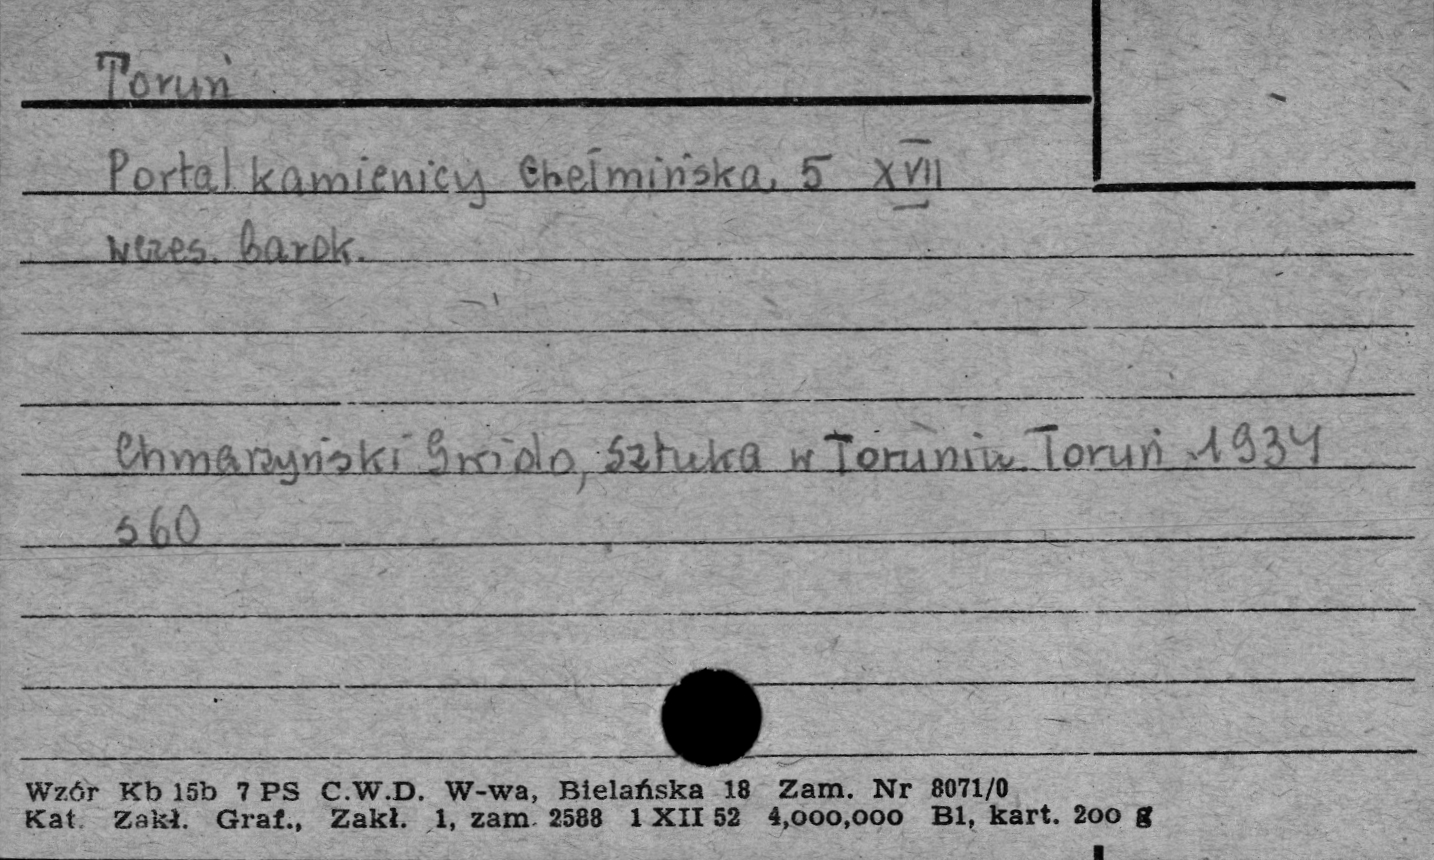 Toruń
Portal kamienicy Chełmińska, 5 XVII
wczes. barok.
Chmarzyński Gwido, Sztuka w Toruniu Toruń 1934
s 60
Wzór Kb 15b 7 PS C.W.D. W-wa, Bielańska 18 Zam. Nr 8071/0
Kat. Zakł. Graf., Zakł. 1, zam. 2588 1 XII 52 4,000,000 B1, kart. 200 g